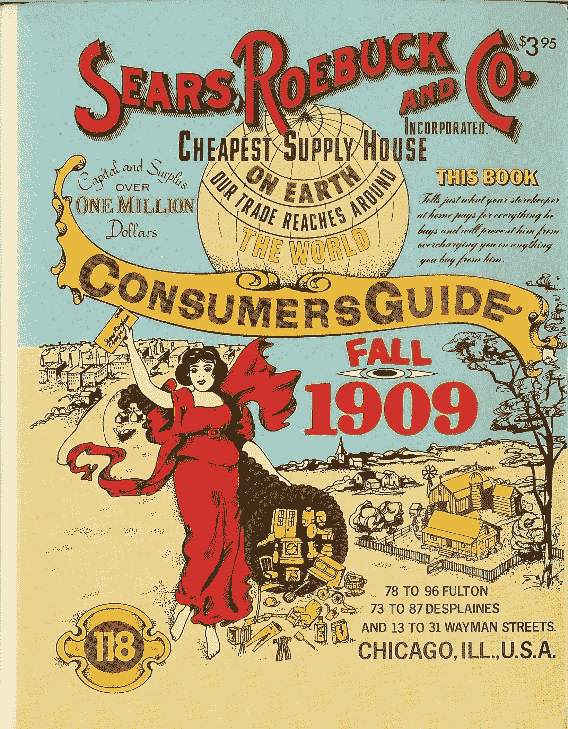 SEARS, ROEBUCK AND CO.
$3.95
INCORPORATED.
CHEAPEST SUPPLY HOUSE
ON EARTH
OUR TRADE REACHES AROUND
THE WORLD
Capital and Surplus
OVER
ONE MILLION
Dollars
THIS BOOK
Tells just what your storekeeper
at home pays for everything he
buys and will prevent him from
overcharging you on anything
you buy from him.
CONSUMERS GUIDE
FALL
1909
78 TO 96 FULTON
73 TO 87 DESPLAINES
AND 13 TO 31 WAYMAN STREETS.
CHICAGO, ILL., U.S.A.
118